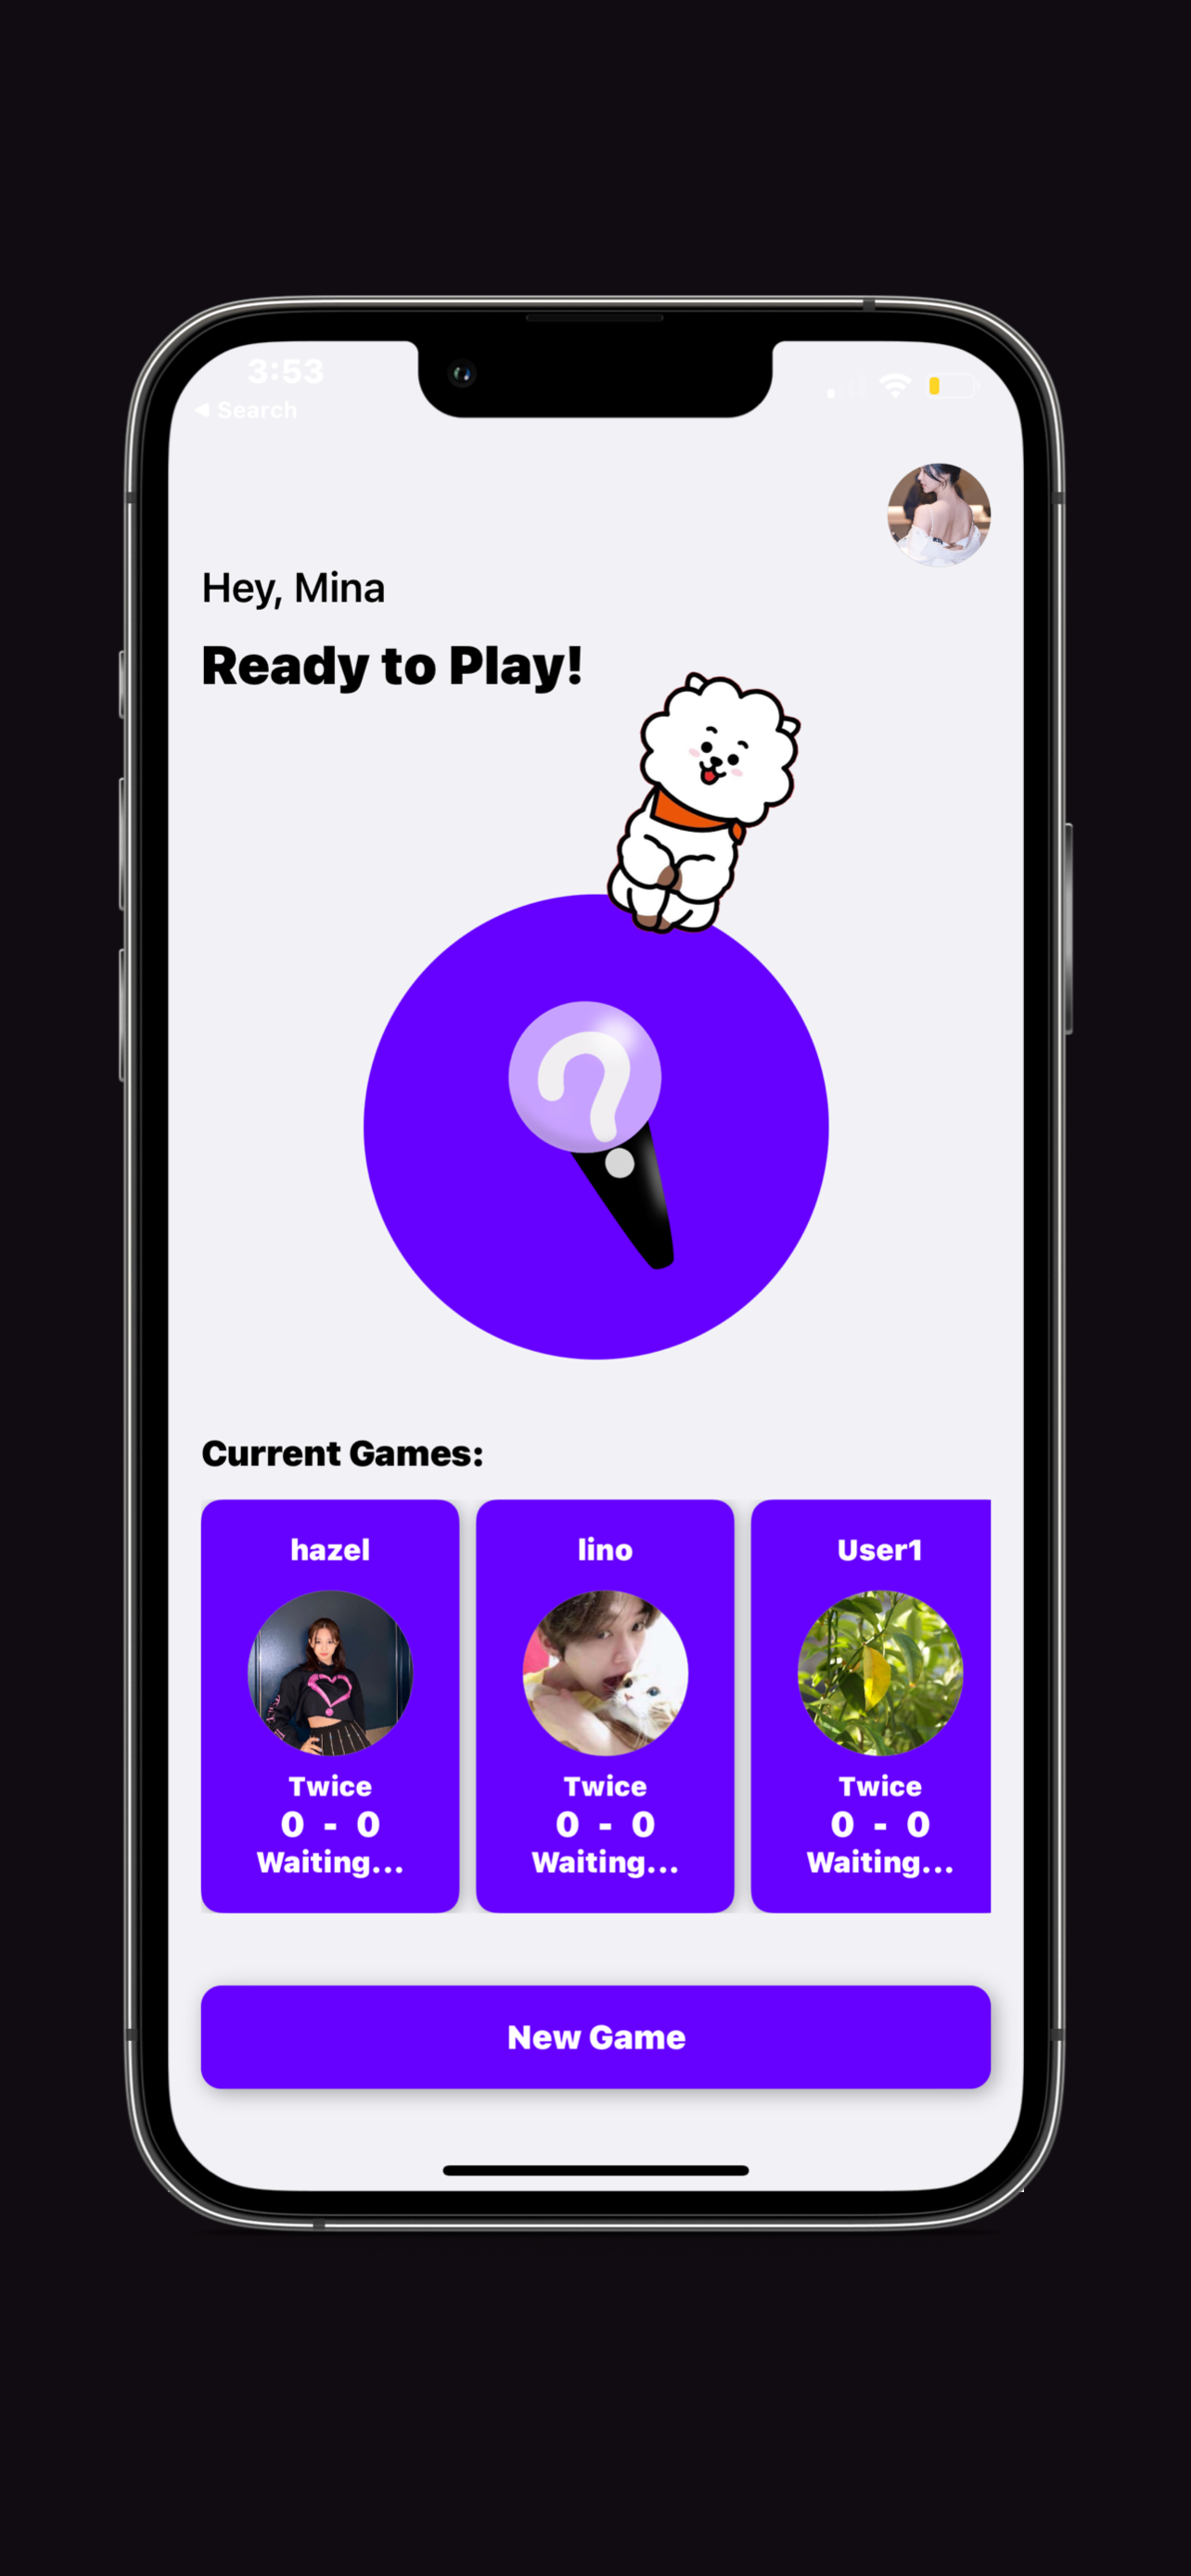 3:53
◀ Search
Hey, Mina
Ready to Play!
Current Games:
hazel
lino
User1
Twice
Twice
Twice
0 - 0
0 - 0
0 - 0
Waiting...
Waiting...
Waiting...
New Game